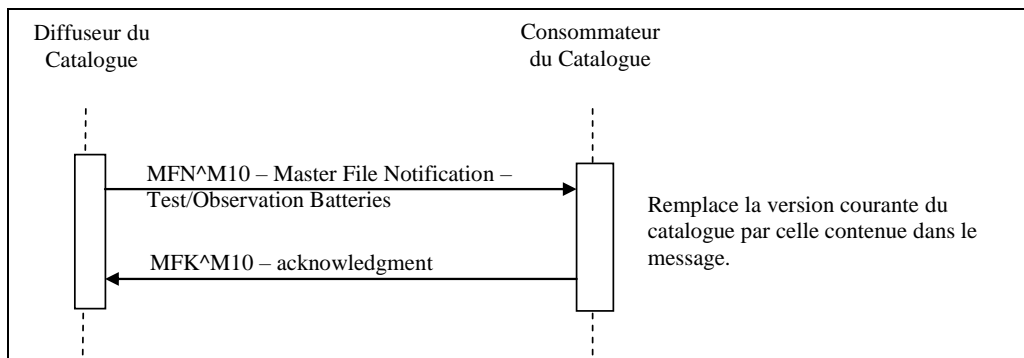 Diffuseur du
Catalogue
Consommateur
du Catalogue
MFN^M10 – Master File Notification –
Test/Observation Batteries
Remplace la version courante du
catalogue par celle contenue dans le
message.
MFK^M10 – acknowledgment